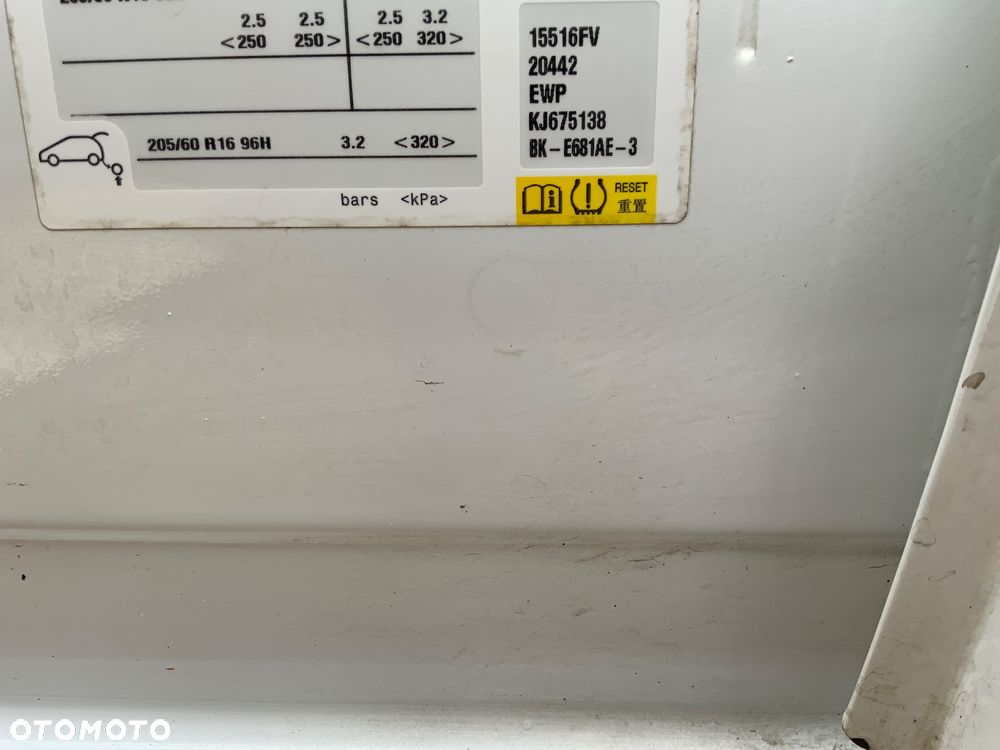 2.5 2.5 2.5 3.2
<250 250> <250 320>
205/60 R16 96H 3.2 <320>
bars <kPa>
15516FV
20442
EWP
KJ675138
BK-E681AE-3
RESET
重置
OTOMOTO